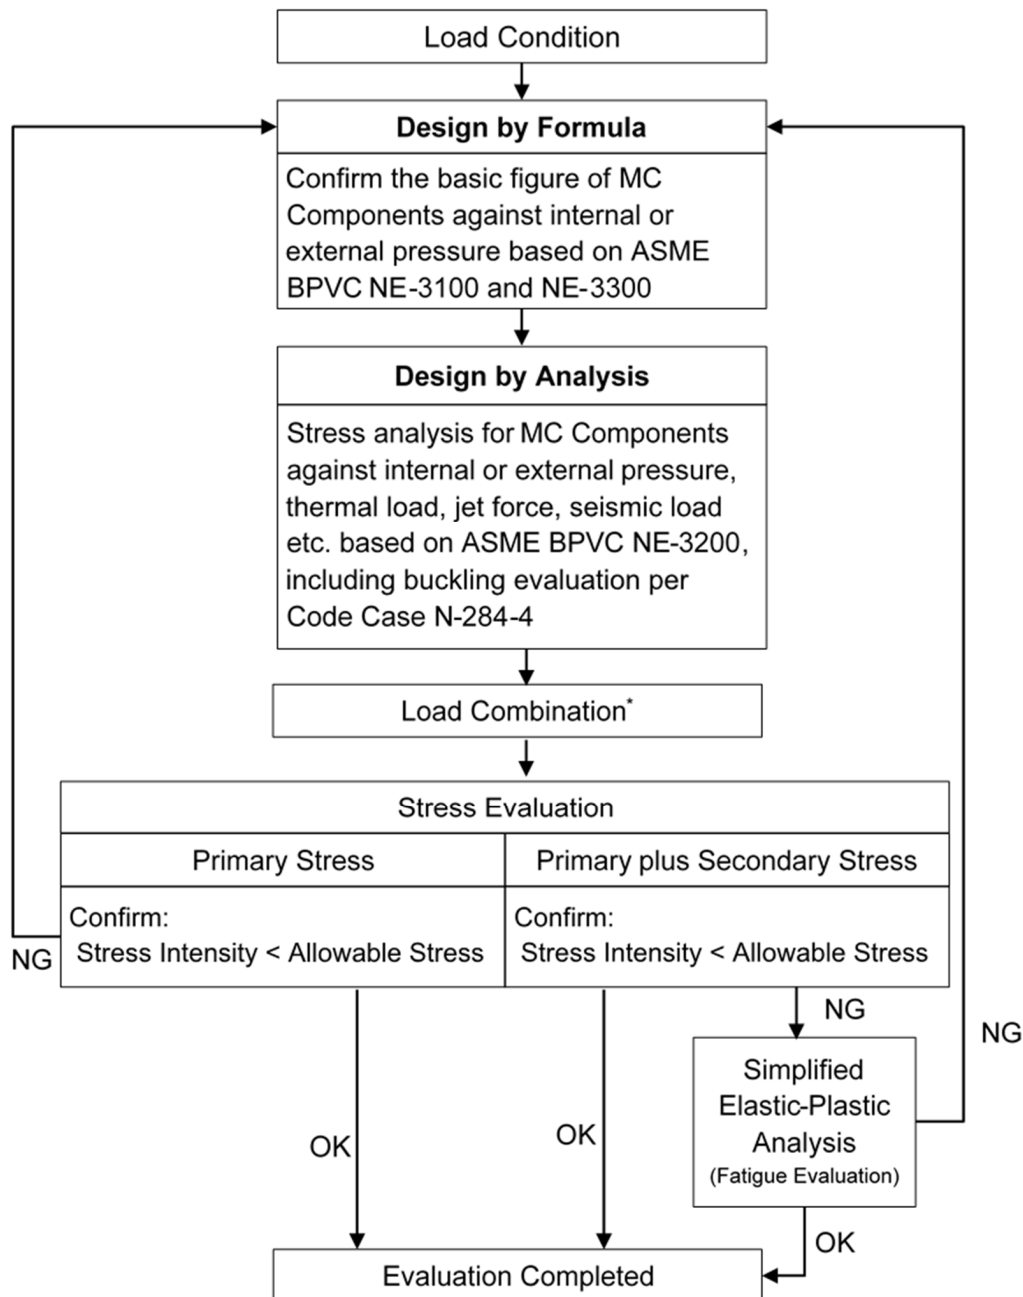 Load Condition
Design by Formula
Confirm the basic figure of MC
Components against internal or
external pressure based on ASME
BPVC NE-3100 and NE-3300
Design by Analysis
Stress analysis for MC Components
against internal or external pressure,
thermal load, jet force, seismic load
etc. based on ASME BPVC NE-3200,
including buckling evaluation per
Code Case N-284-4
Load Combination*
Stress Evaluation
Primary Stress
Primary plus Secondary Stress
Confirm:
Stress Intensity < Allowable Stress
Confirm:
Stress Intensity < Allowable Stress
NG
NG
NG
Simplified
Elastic-Plastic
Analysis
(Fatigue Evaluation)
OK
OK
OK
Evaluation Completed